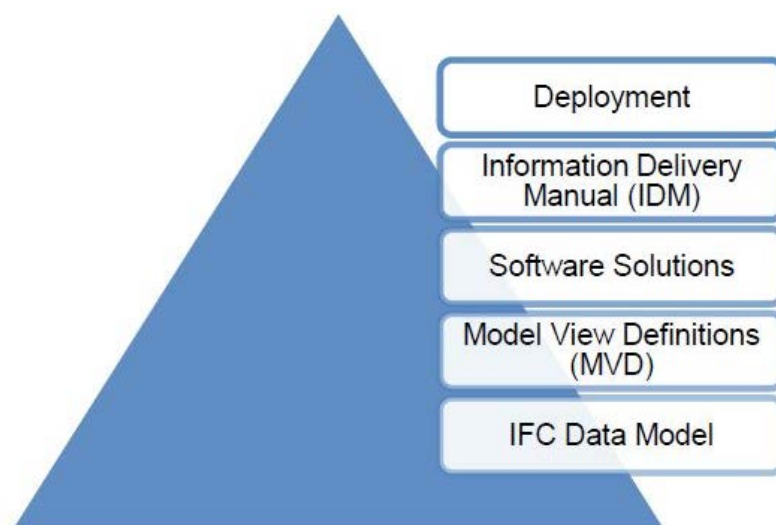 Deployment
Information Delivery
Manual (IDM)
Software Solutions
Model View Definitions
(MVD)
IFC Data Model